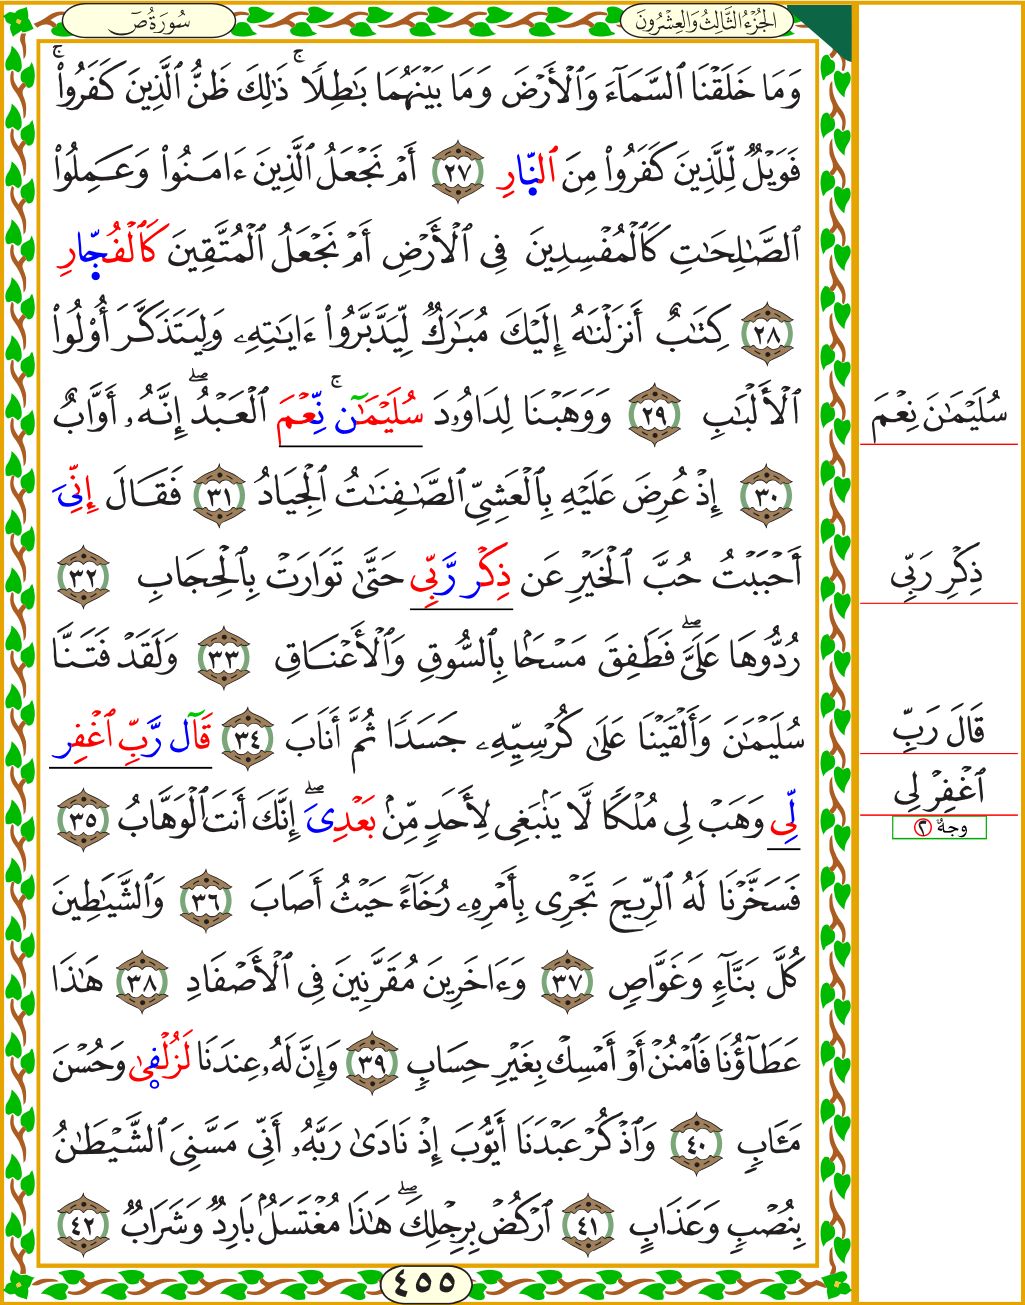 سُورَةُ صٓ
الجُزْءُ الثَّالِثُ وَالعِشْرُونَ
وَمَا خَلَقْنَا ٱلسَّمَآءَ وَٱلْأَرْضَ وَمَا بَيْنَهُمَا بَٰطِلًا ۚ ذَٰلِكَ ظَنُّ ٱلَّذِينَ كَفَرُوا۟ ۚ
فَوَيْلٌ لِّلَّذِينَ كَفَرُوا۟ مِنَ ٱلنَّارِ ٢٧ أَمْ نَجْعَلُ ٱلَّذِينَ ءَامَنُوا۟ وَعَمِلُوا۟
ٱلصَّٰلِحَٰتِ كَٱلْمُفْسِدِينَ فِى ٱلْأَرْضِ أَمْ نَجْعَلُ ٱلْمُتَّقِينَ كَٱلْفُجَّارِ
٢٨ كِتَٰبٌ أَنزَلْنَٰهُ إِلَيْكَ مُبَٰرَكٌ لِّيَدَّبَّرُوٓا۟ ءَايَٰتِهِۦ وَلِيَتَذَكَّرَ أُو۟لُوا۟
ٱلْأَلْبَٰبِ ٢٩ وَوَهَبْنَا لِدَاوُۥدَ سُلَيْمَٰن ۚ نِّعْمَ ٱلْعَبْدُ ۖ إِنَّهُۥ أَوَّابٌ
٣٠ إِذْ عُرِضَ عَلَيْهِ بِٱلْعَشِىِّ ٱلصَّٰفِنَٰتُ ٱلْجِيَادُ ٣١ فَقَالَ إِنِّىَ
أَحْبَبْتُ حُبَّ ٱلْخَيْرِ عَن ذِكْر رَّبِّى حَتَّىٰ تَوَارَتْ بِٱلْحِجَابِ ٣٢
رُدُّوهَا عَلَىَّ ۖ فَطَفِقَ مَسْحًۢا بِٱلسُّوقِ وَٱلْأَعْنَاقِ ٣٣ وَلَقَدْ فَتَنَّا
سُلَيْمَٰنَ وَأَلْقَيْنَا عَلَىٰ كُرْسِيِّهِۦ جَسَدًا ثُمَّ أَنَابَ ٣٤ قَال رَّبِّ ٱغْفِر
لِّى وَهَبْ لِى مُلْكًا لَّا يَنۢبَغِى لِأَحَدٍ مِّنۢ بَعْدِىَ ۖ إِنَّكَ أَنتَ ٱلْوَهَّابُ ٣٥
فَسَخَّرْنَا لَهُ ٱلرِّيحَ تَجْرِى بِأَمْرِهِۦ رُخَآءً حَيْثُ أَصَابَ ٣٦ وَٱلشَّيَٰطِينَ
كُلَّ بَنَّآءٍ وَغَوَّاصٍ ٣٧ وَءَاخَرِينَ مُقَرَّنِينَ فِى ٱلْأَصْفَادِ ٣٨ هَٰذَا
عَطَآؤُنَا فَٱمْنُنْ أَوْ أَمْسِكْ بِغَيْرِ حِسَابٍ ٣٩ وَإِنَّ لَهُۥ عِندَنَا لَزُلْفِىٰ وَحُسْنَ
مَـَٔابٍ ٤٠ وَٱذْكُرْ عَبْدَنَا أَيُّوبَ إِذْ نَادَىٰ رَبَّهُۥ أَنِّى مَسَّنِىَ ٱلشَّيْطَٰنُ
بِنُصْبٍ وَعَذَابٍ ٤١ ٱرْكُضْ بِرِجْلِكَ ۖ هَٰذَا مُغْتَسَلٌۢ بَارِدٌ وَشَرَابٌ ٤٢
سُلَيْمَٰنَ نِعْمَ
ذِكْرِ رَبِّى
قَالَ رَبِّ
ٱغْفِرْ لِى
وجهٌ ٢
٤٥٥